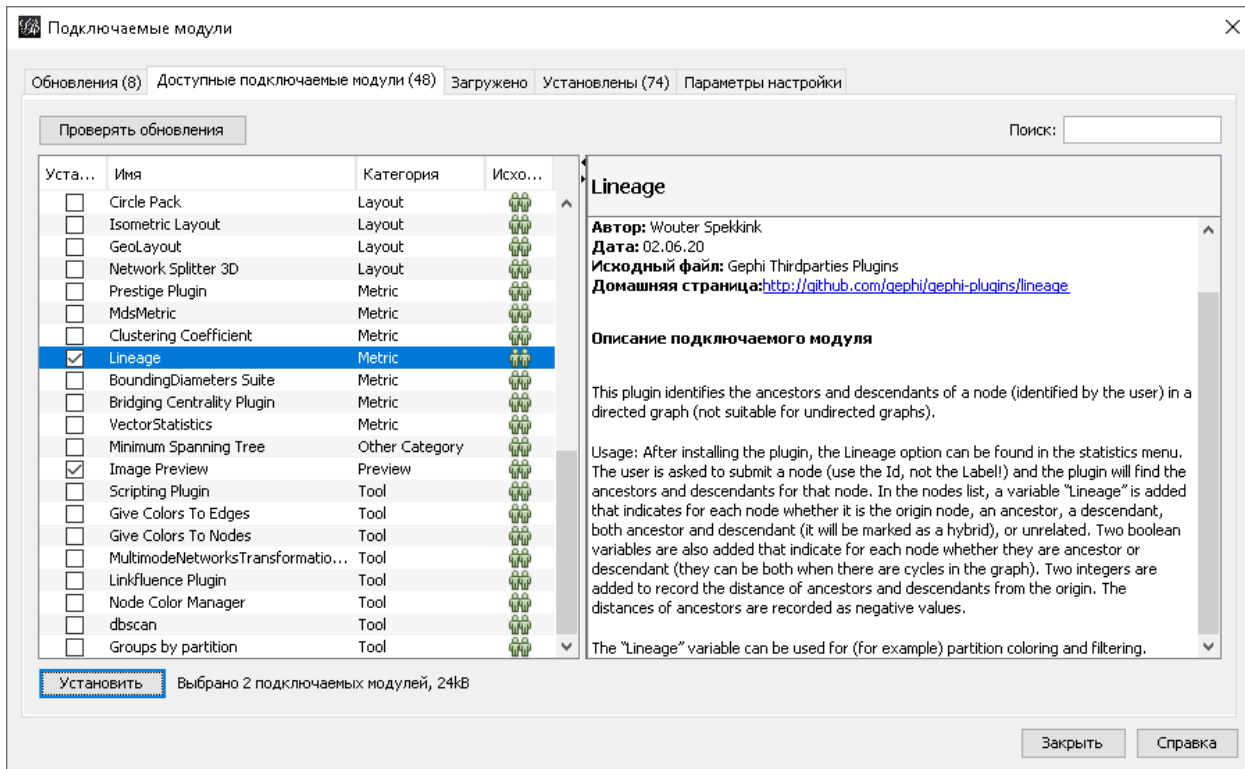 Подключаемые модули
Обновления (8) Доступные подключаемые модули (48) Загружено Установлены (74) Параметры настройки
Проверять обновления
Поиск:
Уста... Имя Категория Исхо...
Circle Pack Layout
Isometric Layout Layout
GeoLayout Layout
Network Splitter 3D Layout
Prestige Plugin Metric
MdsMetric Metric
Clustering Coefficient Metric
Lineage Metric
BoundingDiameters Suite Metric
Bridging Centrality Plugin Metric
VectorStatistics Metric
Minimum Spanning Tree Other Category
Image Preview Preview
Scripting Plugin Tool
Give Colors To Edges Tool
Give Colors To Nodes Tool
MultimodeNetworksTransformatio... Tool
Linkfluence Plugin Tool
Node Color Manager Tool
dbscan Tool
Groups by partition Tool
Lineage
Автор: Wouter Spekkink
Дата: 02.06.20
Исходный файл: Gephi Thirdparties Plugins
Домашняя страница:http://github.com/gephi/gephi-plugins/lineage
Описание подключаемого модуля
This plugin identifies the ancestors and descendants of a node (identified by the user) in a
directed graph (not suitable for undirected graphs).
Usage: After installing the plugin, the Lineage option can be found in the statistics menu.
The user is asked to submit a node (use the Id, not the Label!) and the plugin will find the
ancestors and descendants for that node. In the nodes list, a variable "Lineage" is added
that indicates for each node whether it is the origin node, an ancestor, a descendant,
both ancestor and descendant (it will be marked as a hybrid), or unrelated. Two boolean
variables are also added that indicate for each node whether they are ancestor or
descendant (they can be both when there are cycles in the graph). Two integers are
added to record the distance of ancestors and descendants from the origin. The
distances of ancestors are recorded as negative values.
The "Lineage" variable can be used for (for example) partition coloring and filtering.
Установить Выбрано 2 подключаемых модулей, 24kB
Закрыть Справка